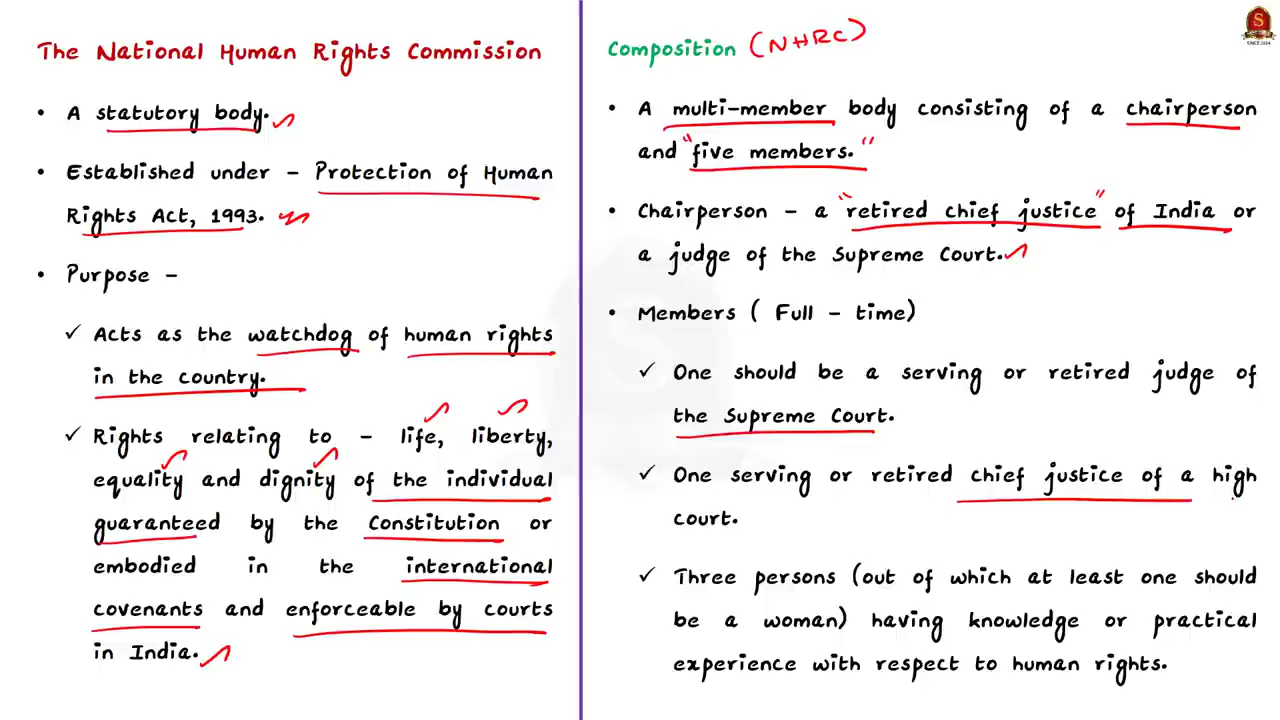 The National Human Rights Commission
• A statutory body.
• Established under - Protection of Human
Rights Act, 1993.
• Purpose -
✓ Acts as the watchdog of human rights
in the country.
✓ Rights relating to - life, liberty,
equality and dignity of the individual
guaranteed by the Constitution or
embodied in the international
covenants and enforceable by courts
in India.
Composition (NHRC)
• A multi-member body consisting of a chairperson
and "five members."
• Chairperson - a "retired chief justice" of India or
a judge of the Supreme Court.
• Members ( Full - time)
✓ One should be a serving or retired judge of
the Supreme Court.
✓ One serving or retired chief justice of a high
court.
✓ Three persons (out of which at least one should
be a woman) having knowledge or practical
experience with respect to human rights.
S